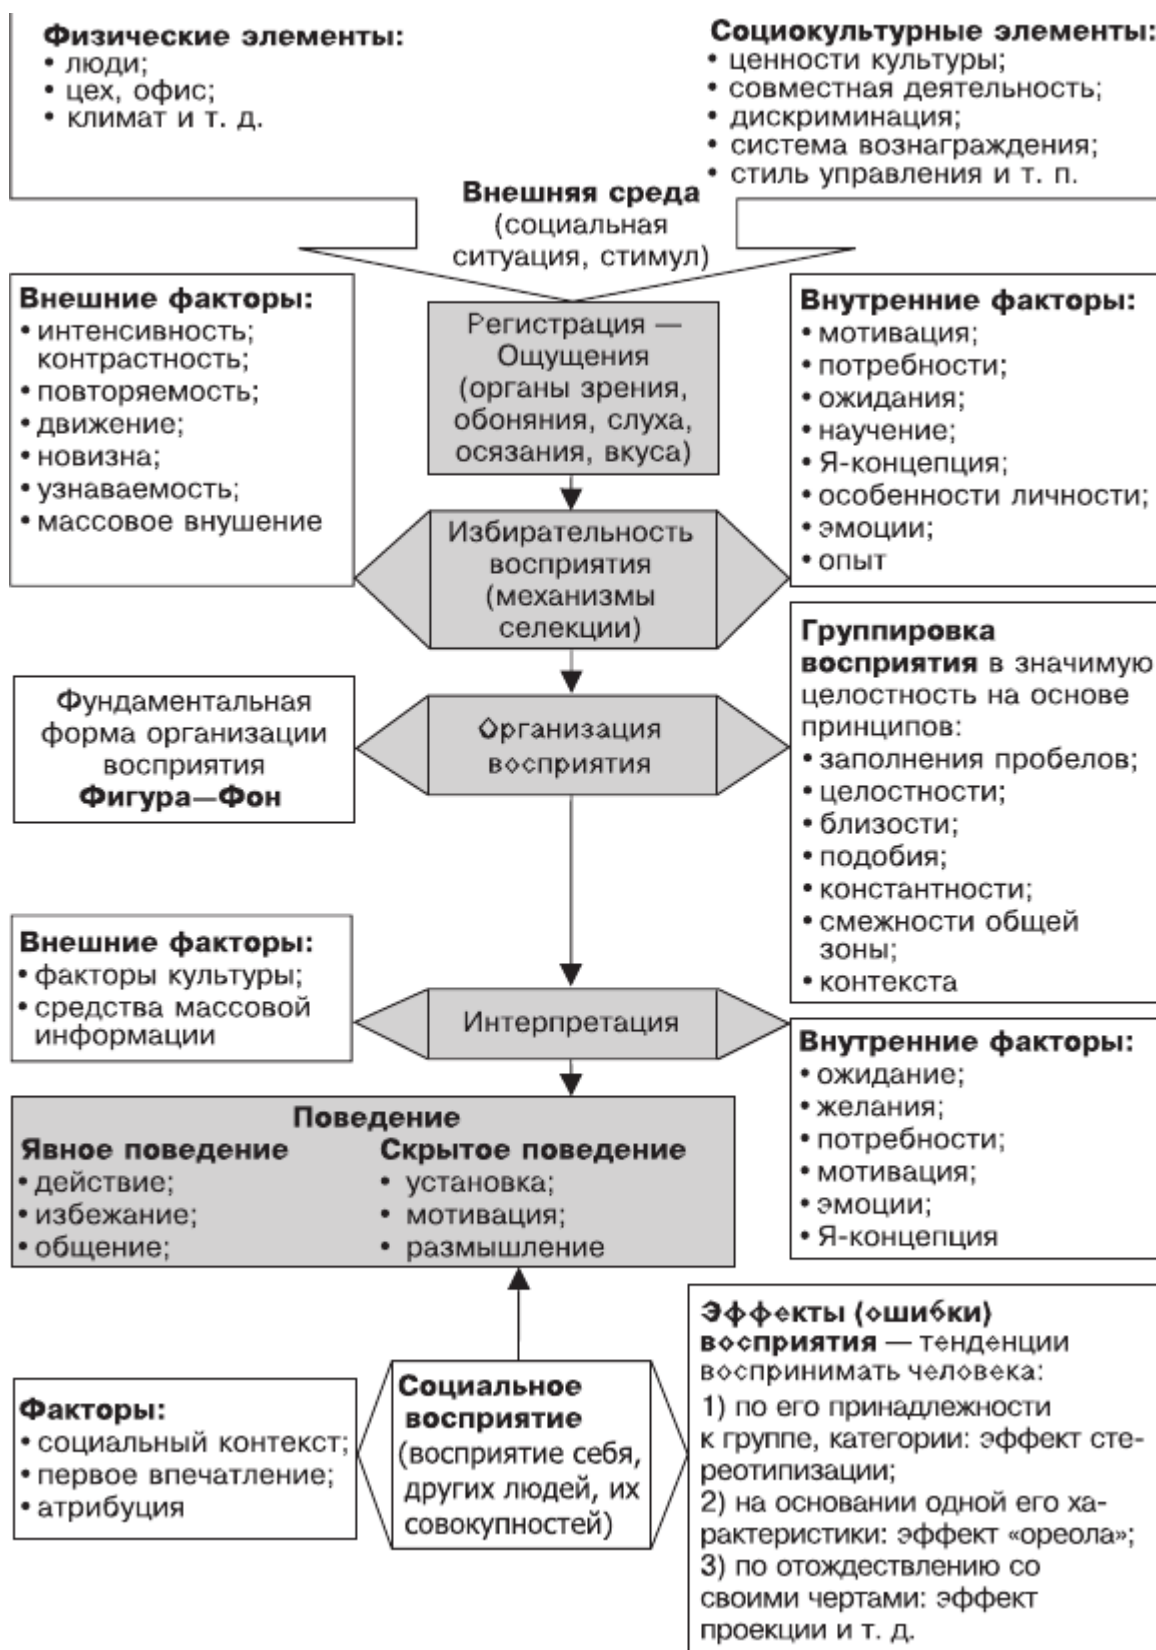 Физические элементы:
• люди;
• цех, офис;
• климат и т. д.
Социокультурные элементы:
• ценности культуры;
• совместная деятельность;
• дискриминация;
• система вознаграждения;
• стиль управления и т. п.
Внешняя среда
(социальная
ситуация, стимул)
Внешние факторы:
• интенсивность;
контрастность;
• повторяемость;
• движение;
• новизна;
• узнаваемость;
• массовое внушение
Регистрация —
Ощущения
(органы зрения,
обоняния, слуха,
осязания, вкуса)
Внутренние факторы:
• мотивация;
• потребности;
• ожидания;
• научение;
• Я-концепция;
• особенности личности;
• эмоции;
• опыт
Избирательность
восприятия
(механизмы
селекции)
Фундаментальная
форма организации
восприятия
Фигура—Фон
Организация
восприятия
Группировка
восприятия в значимую
целостность на основе
принципов:
• заполнения пробелов;
• целостности;
• близости;
• подобия;
• константности;
• смежности общей
зоны;
• контекста
Внешние факторы:
• факторы культуры;
• средства массовой
информации
Интерпретация
Внутренние факторы:
• ожидание;
• желания;
• потребности;
• мотивация;
• эмоции;
• Я-концепция
Поведение
Явное поведение
• действие;
• избежание;
• общение;
Скрытое поведение
• установка;
• мотивация;
• размышление
Факторы:
• социальный контекст;
• первое впечатление;
• атрибуция
Социальное
восприятие
(восприятие себя,
других людей, их
совокупностей)
Эффекты (ошибки)
восприятия — тенденции
воспринимать человека:
1) по его принадлежности
к группе, категории: эффект сте-
реотипизации;
2) на основании одной его ха-
рактеристики: эффект «ореола»;
3) по отождествлению со
своими чертами: эффект
проекции и т. д.